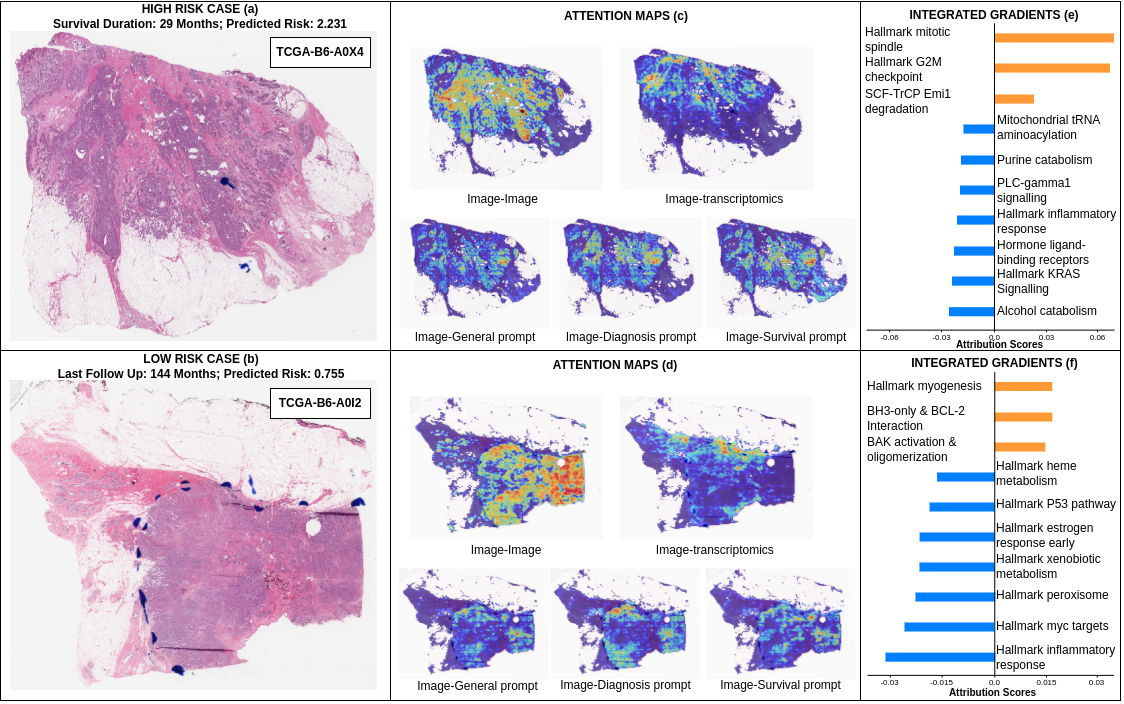 HIGH RISK CASE (a)
Survival Duration: 29 Months; Predicted Risk: 2.231
TCGA-B6-A0X4
ATTENTION MAPS (c)
Image-Image
Image-transcriptomics
Image-General prompt
Image-Diagnosis prompt
Image-Survival prompt
INTEGRATED GRADIENTS (e)
Hallmark mitotic
spindle
Hallmark G2M
checkpoint
SCF-TrCP Emi1
degradation
Mitochondrial tRNA
aminoacylation
Purine catabolism
PLC-gamma1
signalling
Hallmark inflammatory
response
Hormone ligand-
binding receptors
Hallmark KRAS
Signalling
Alcohol catabolism
-0.06 -0.03 0.0 0.03 0.06
Attribution Scores
LOW RISK CASE (b)
Last Follow Up: 144 Months; Predicted Risk: 0.755
TCGA-B6-A0I2
ATTENTION MAPS (d)
Image-Image
Image-transcriptomics
Image-General prompt
Image-Diagnosis prompt
Image-Survival prompt
INTEGRATED GRADIENTS (f)
Hallmark myogenesis
BH3-only & BCL-2
Interaction
BAK activation &
oligomerization
Hallmark heme
metabolism
Hallmark P53 pathway
Hallmark estrogen
response early
Hallmark xenobiotic
metabolism
Hallmark peroxisome
Hallmark myc targets
Hallmark inflammatory
response
-0.03 -0.015 0.0 0.015 0.03
Attribution Scores